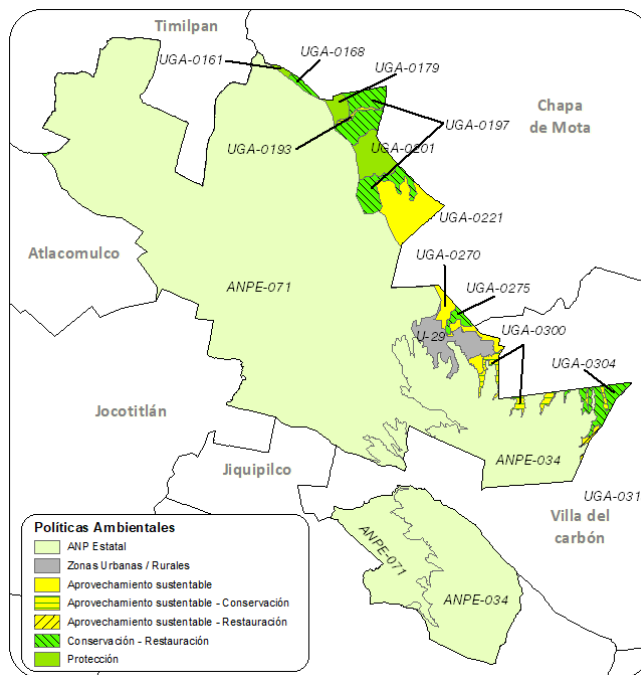 Timilpan
UGA-0161
UGA-0168
UGA-0179
Chapa
de Mota
UGA-0197
UGA-0193
UGA-0201
UGA-0221
Atlacomulco
UGA-0270
ANPE-071
UGA-0275
UGA-0300
U-29
UGA-0304
Jocotitlán
ANPE-034
Jiquipilco
UGA-031
Villa del
carbón
Políticas Ambientales
ANP Estatal
Zonas Urbanas / Rurales
Aprovechamiento sustentable
Aprovechamiento sustentable - Conservación
Aprovechamiento sustentable - Restauración
Conservación - Restauración
Protección
ANPE-071
ANPE-034